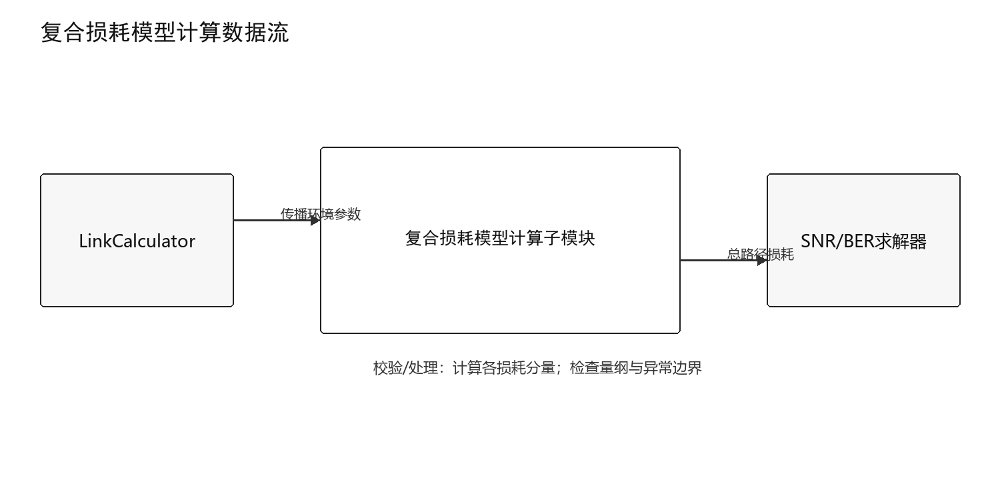 复合损耗模型计算数据流
传播环境参数
LinkCalculator
复合损耗模型计算子模块
总路径损耗
SNR/BER求解器
校验/处理：计算各损耗分量；检查量纲与异常边界